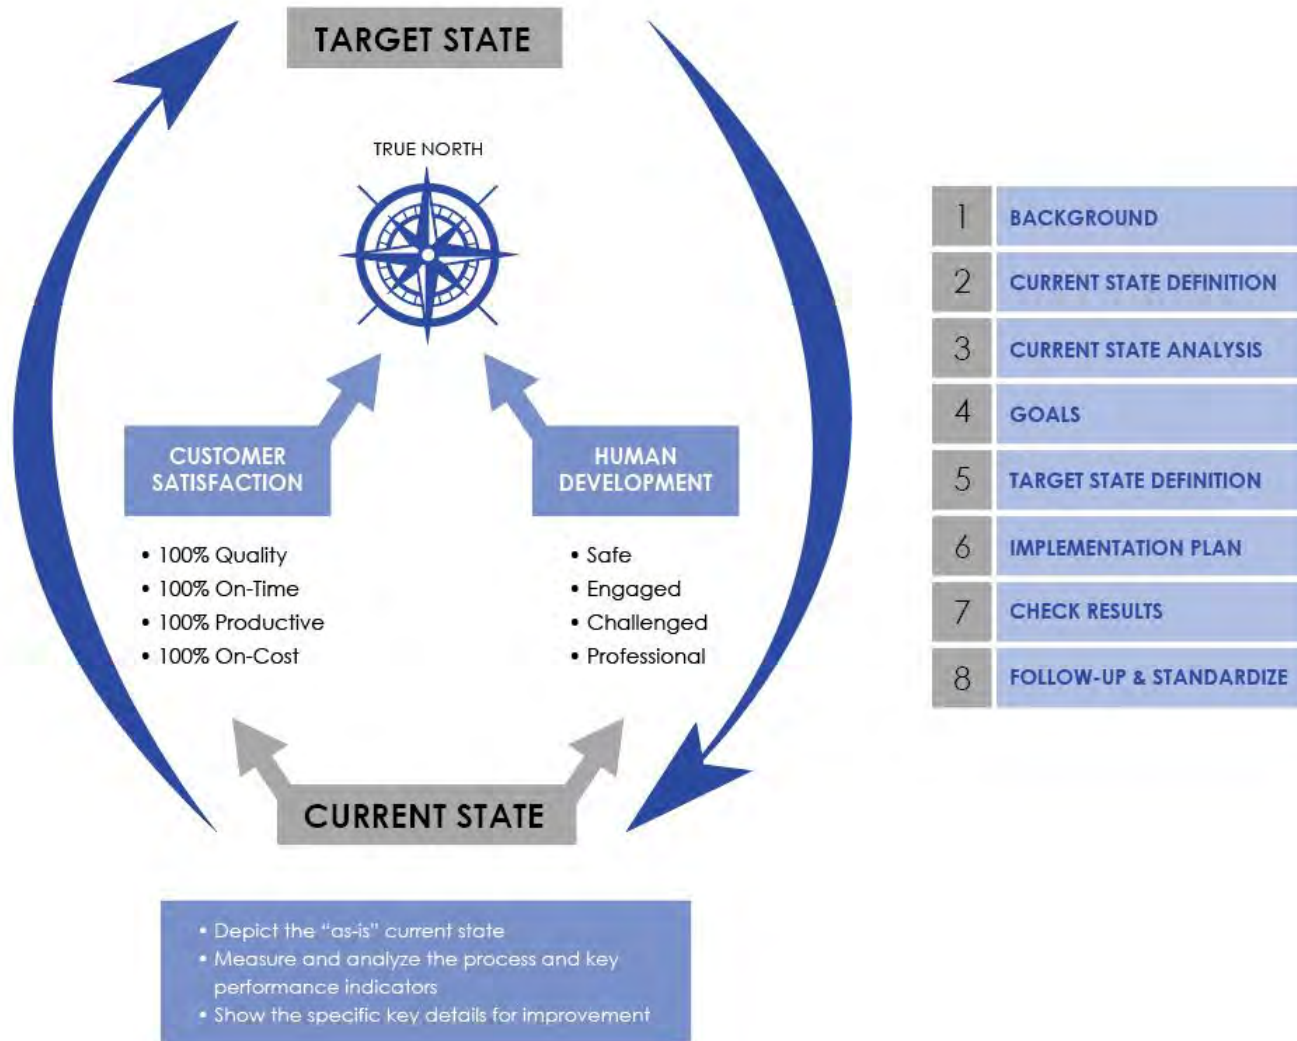 TARGET STATE
TRUE NORTH
CUSTOMER
SATISFACTION
• 100% Quality
• 100% On-Time
• 100% Productive
• 100% On-Cost
HUMAN
DEVELOPMENT
• Safe
• Engaged
• Challenged
• Professional
CURRENT STATE
• Depict the “as-is” current state
• Measure and analyze the process and key
performance indicators
• Show the specific key details for improvement
1 BACKGROUND
2 CURRENT STATE DEFINITION
3 CURRENT STATE ANALYSIS
4 GOALS
5 TARGET STATE DEFINITION
6 IMPLEMENTATION PLAN
7 CHECK RESULTS
8 FOLLOW-UP & STANDARDIZE